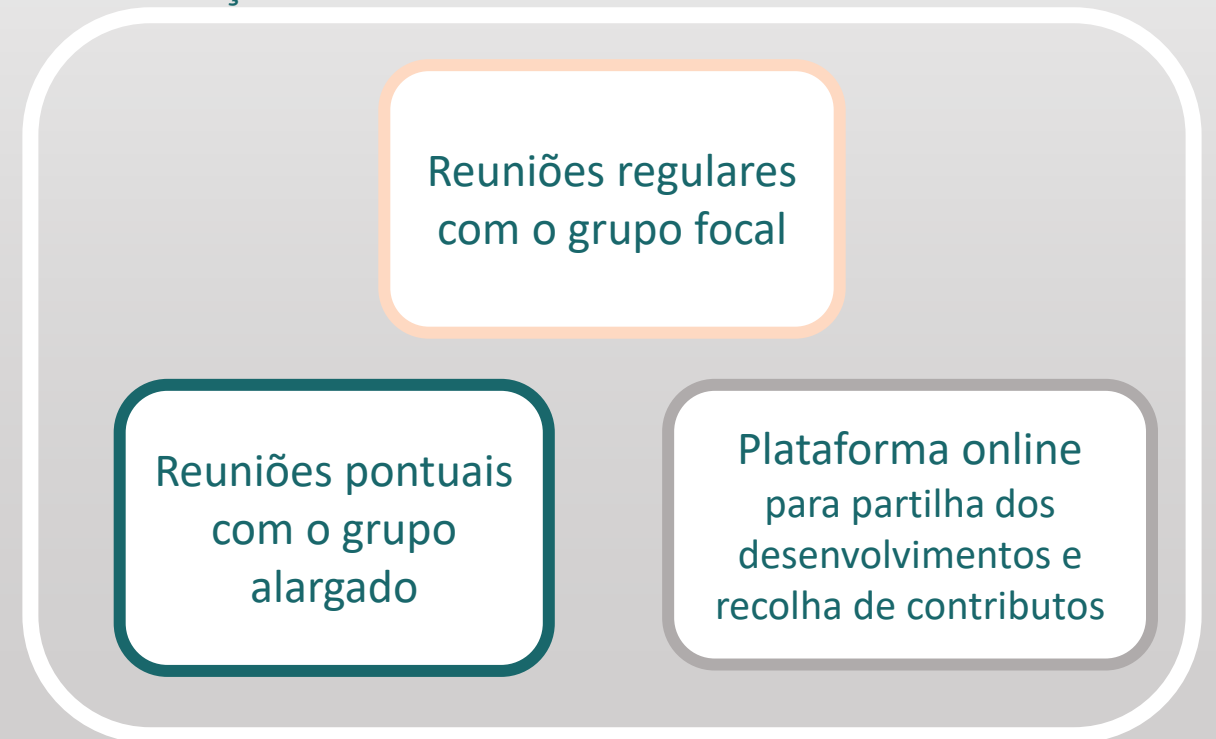 Reuniões regulares
com o grupo focal
Reuniões pontuais
com o grupo
alargado
Plataforma online
para partilha dos
desenvolvimentos e
recolha de contributos